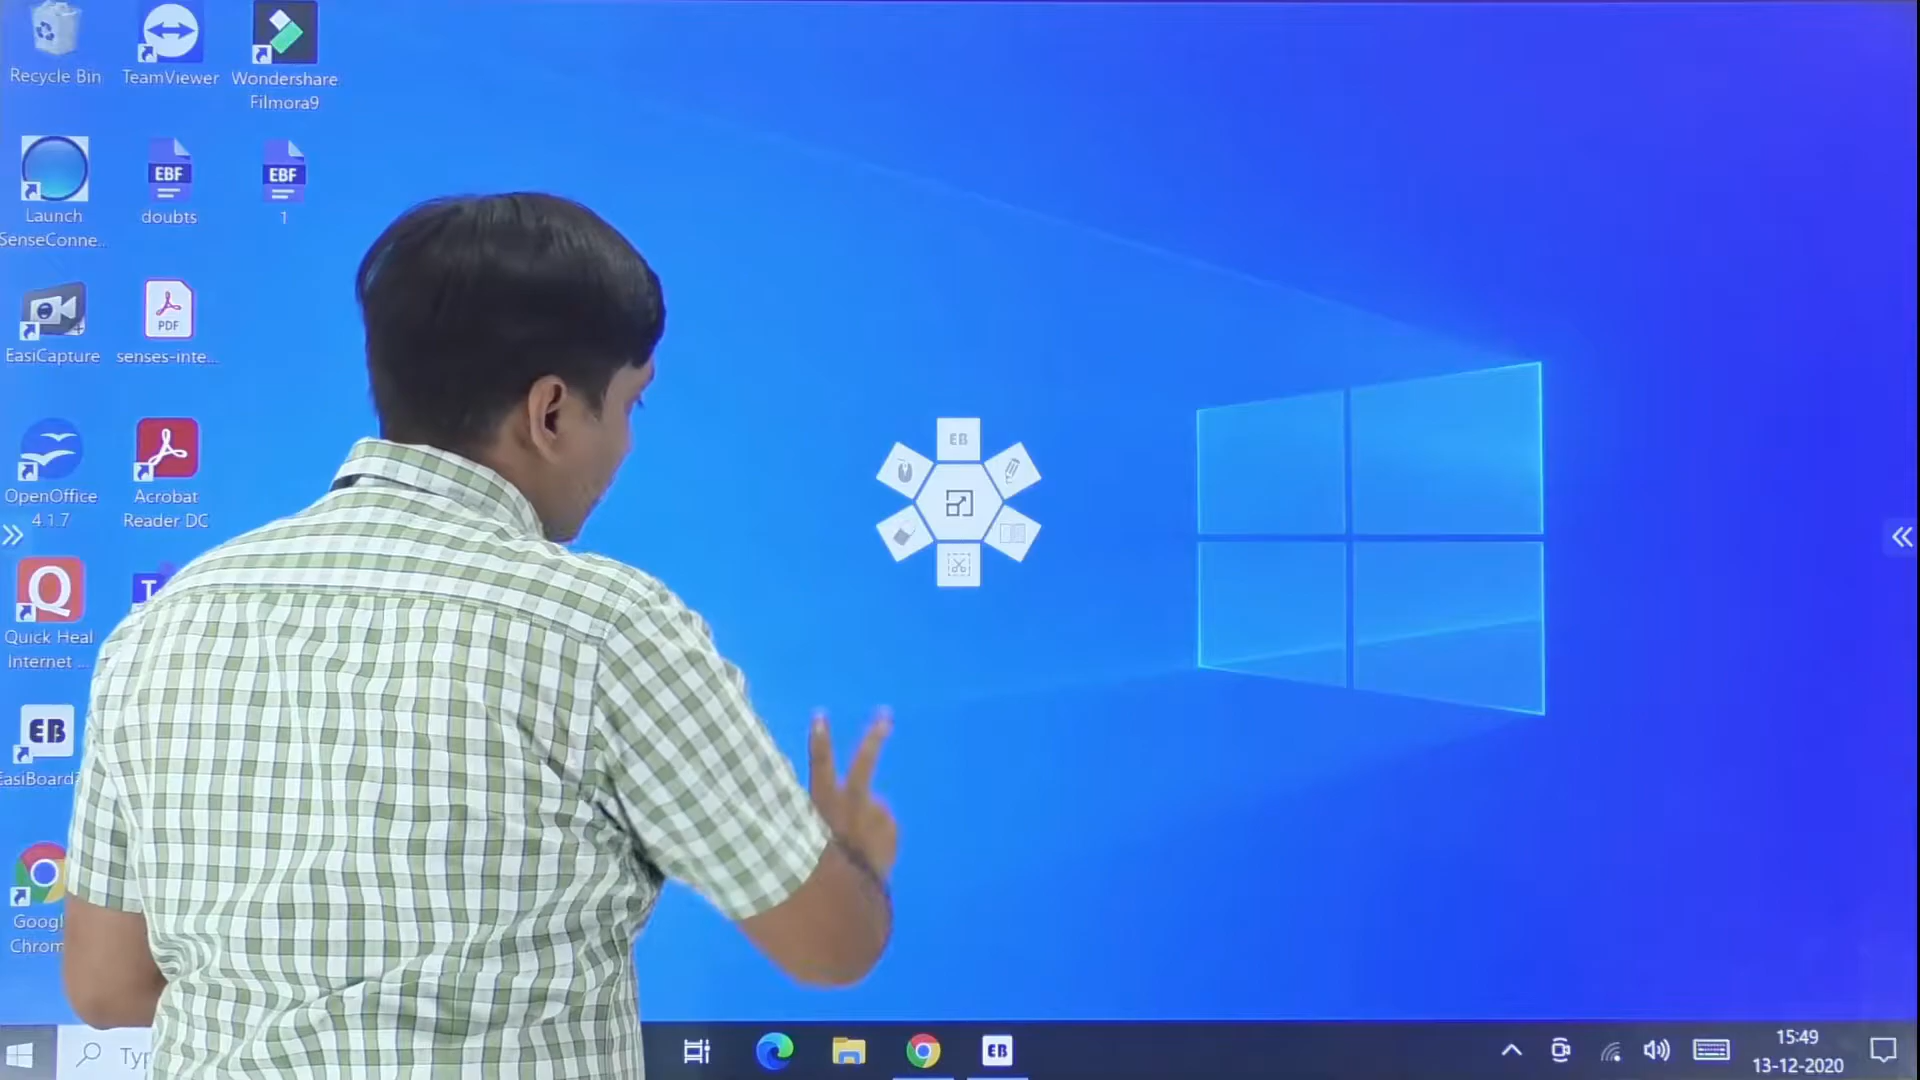 Recycle Bin
TeamViewer
Wondershare
Filmora9
Launch
SenseConne...
EBF
doubts
EBF
1
EasiCapture
PDF
senses-inte...
OpenOffice
4.1.7
Acrobat
Reader DC
Quick Heal
Internet ...
T
EB
EasiBoard
Googl
Chrom
EB
Typ
EB
15:49
13-12-2020